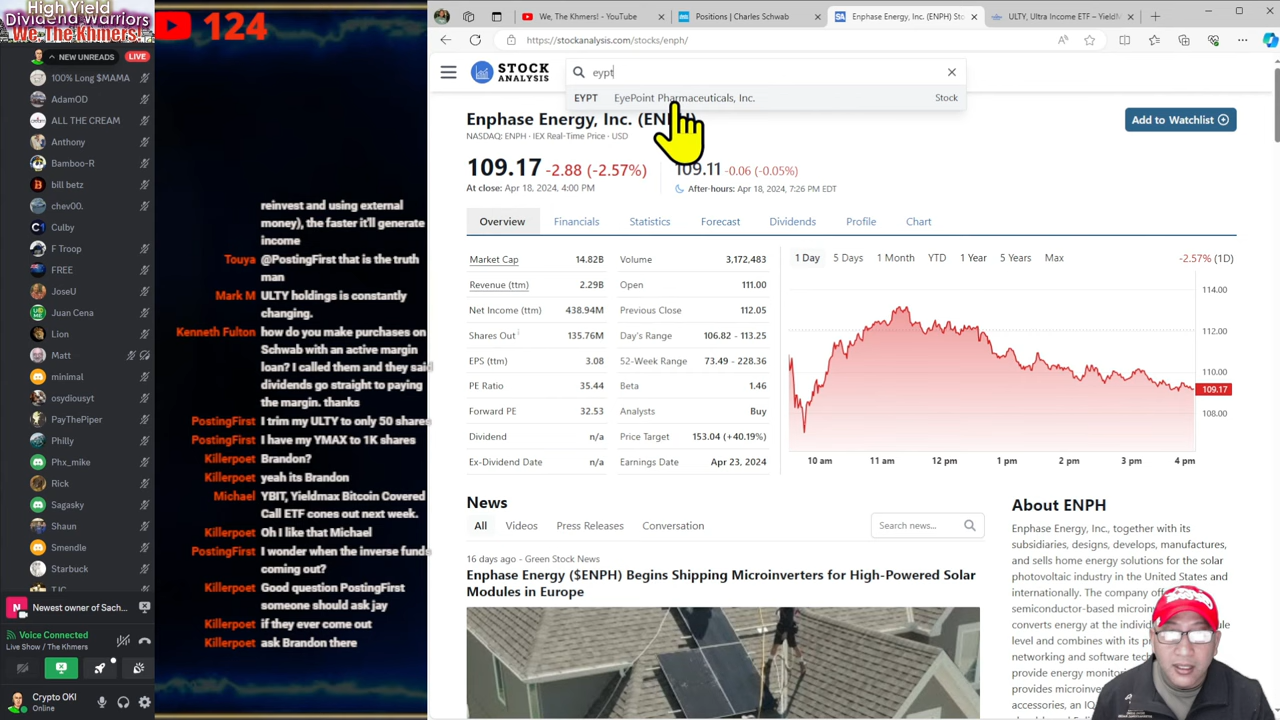 High Yield
Dividend Warriors
We, The Khmers!
NEW UNREADS
LIVE
100% Long $MAMA
AdamOD
ALL THE CREAM
Anthony
Bamboo-R
bill betz
chev00.
Culby
F Troop
FREE
JoseU
Juan Cena
Lion
Matt
minimal
osydiousyt
PayThePiper
Philly
Phx_mike
Rick
Sagasky
Shaun
Smendle
Starbuck
TJC
Newest owner of Sach...
Voice Connected
Live Show / The Khmers
Crypto OKI
Online
124
reinvest and using external
money), the faster it'll generate
income
Touya @PostingFirst that is the truth
man
Mark M ULTY holdings is constantly
changing.
Kenneth Fulton how do you make purchases on
Schwab with an active margin
loan? I called them and they said
dividends go straight to paying
the margin. thanks
PostingFirst I trim my ULTY to only 50 shares
PostingFirst I have my YMAX to 1K shares
Killerpoet Brandon?
Killerpoet yeah its Brandon
Michael YBIT, Yieldmax Bitcoin Covered
Call ETF cones out next week.
Killerpoet Oh I like that Michael
PostingFirst I wonder when the inverse funds
coming out?
Killerpoet Good question PostingFirst
someone should ask jay
Killerpoet if they ever come out
Killerpoet ask Brandon there
We, The Khmers! - YouTube
Positions | Charles Schwab
Enphase Energy, Inc. (ENPH) Sto
ULTY, Ultra Income ETF – YieldM
https://stockanalysis.com/stocks/enph/
STOCK
ANALYSIS
eypt
EYPT EyePoint Pharmaceuticals, Inc. Stock
Enphase Energy, Inc. (ENPH)
NASDAQ: ENPH · IEX Real-Time Price · USD
Add to Watchlist
109.17 -2.88 (-2.57%)
At close: Apr 18, 2024, 4:00 PM
109.11 -0.06 (-0.05%)
After-hours: Apr 18, 2024, 7:26 PM EDT
Overview Financials Statistics Forecast Dividends Profile Chart
Market Cap 14.82B Volume 3,172,483
Revenue (ttm) 2.29B Open 111.00
Net Income (ttm) 438.94M Previous Close 112.05
Shares Out 135.76M Day's Range 106.82 - 113.25
EPS (ttm) 3.08 52-Week Range 73.49 - 228.36
PE Ratio 35.44 Beta 1.46
Forward PE 32.53 Analysts Buy
Dividend n/a Price Target 153.04 (+40.19%)
Ex-Dividend Date n/a Earnings Date Apr 23, 2024
1 Day 5 Days 1 Month YTD 1 Year 5 Years Max
-2.57% (1D)
114.00
112.00
110.00
109.17
108.00
10 am 11 am 12 pm 1 pm 2 pm 3 pm 4 pm
News
All Videos Press Releases Conversation
Search news...
16 days ago - Green Stock News
Enphase Energy ($ENPH) Begins Shipping Microinverters for High-Powered Solar
Modules in Europe
About ENPH
Enphase Energy, Inc., together with its
subsidiaries, designs, develops, manufactures,
and sells home energy solutions for the solar
photovoltaic industry in the United States and
internationally. The company
semiconductor-based microin
converts energy at the individ
level and combines with its p
networking and software tec
provide energy monito
provides microinver
accessories, an IQ